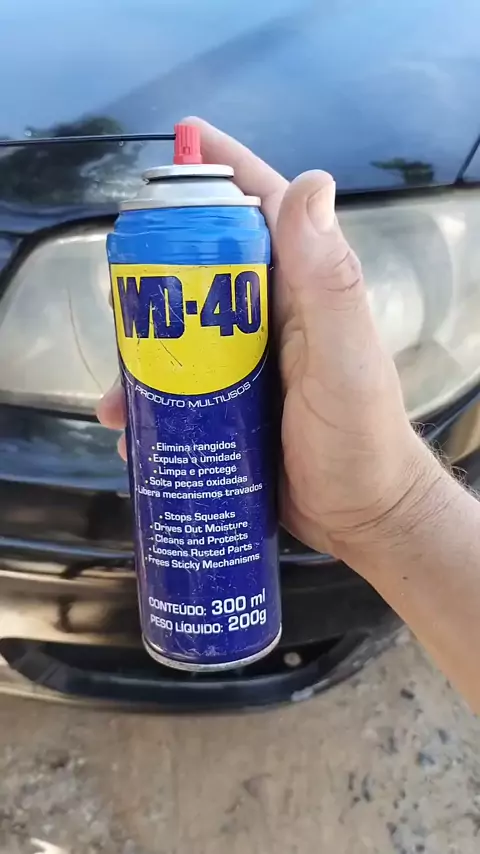 WD-40
PRODUTO MULTIUSOS
• Elimina rangidos
• Expulsa a umidade
• Limpa e protege
• Solta peças oxidadas
• Libera mecanismos travados
• Stops Squeaks
• Drives Out Moisture
• Cleans and Protects
• Loosens Rusted Parts
• Frees Sticky Mechanisms
CONTEÚDO: 300 ml
PESO LÍQUIDO: 200g